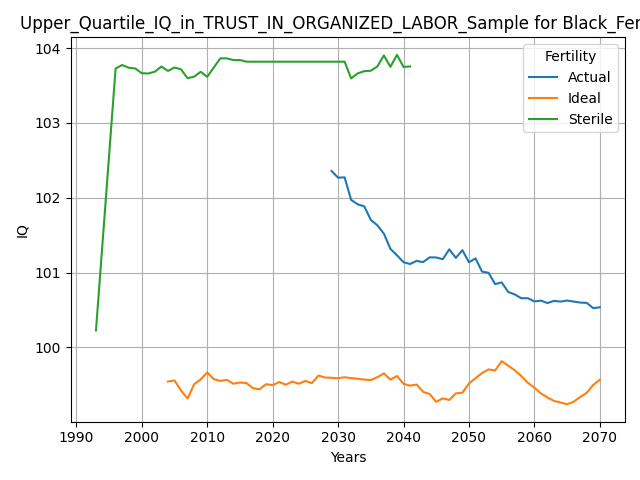 Upper_Quartile_IQ_in_TRUST_IN_ORGANIZED_LABOR_Sample for Black_Fer
104
103
102
101
100
IQ
Fertility
Actual
Ideal
Sterile
1990 2000 2010 2020 2030 2040 2050 2060 2070
Years